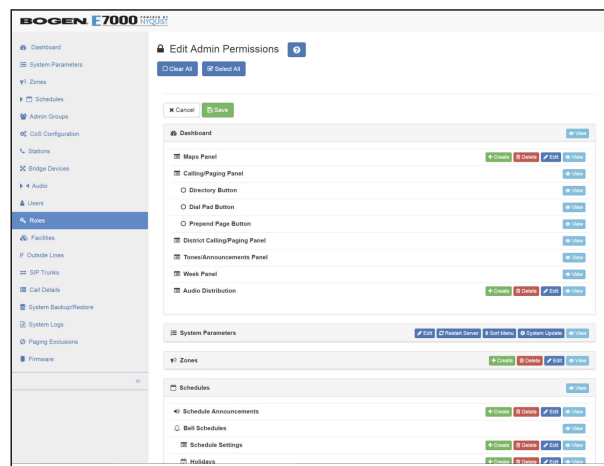 BOGEN. E7000 POWERED BY NYQUIST
Dashboard
System Parameters
Zones
Schedules
Admin Groups
CoS Configuration
Stations
Bridge Devices
Audio
Users
Roles
Facilities
Outside Lines
SIP Trunks
Call Details
System Backup/Restore
System Logs
Paging Exclusions
Firmware
«
Edit Admin Permissions ?
Clear All Select All
Cancel Save
Dashboard View
Maps Panel + Create Delete Edit View
Calling/Paging Panel View
Directory Button View
Dial Pad Button View
Prepend Page Button View
District Calling/Paging Panel View
Tones/Announcements Panel View
Week Panel View
Audio Distribution + Create Delete Edit View
System Parameters Edit Restart Server Sort Menu System Update View
Zones + Create Delete Edit View
Schedules View
Schedule Announcements + Create Delete Edit View
Bell Schedules View
Schedule Settings + Create Delete Edit View
Holidays + Create Delete Edit View